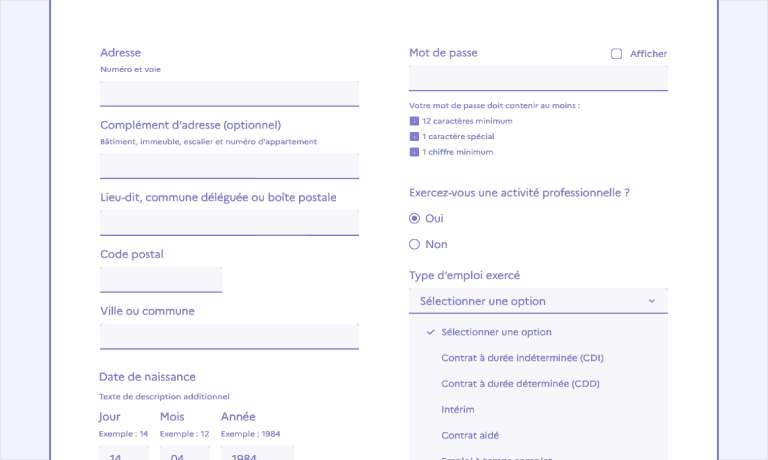 Adresse
Numéro et voie
Complément d'adresse (optionnel)
Bâtiment, immeuble, escalier et numéro d'appartement
Lieu-dit, commune déléguée ou boîte postale
Code postal
Ville ou commune
Date de naissance
Texte de description additionnel
Jour Mois Année
Exemple : 14 Exemple : 12 Exemple : 1984
14 04 1984
Mot de passe Afficher
Votre mot de passe doit contenir au moins :
12 caractères minimum
1 caractère spécial
1 chiffre minimum
Exercez-vous une activité professionnelle ?
Oui
Non
Type d'emploi exercé
Sélectionner une option
Sélectionner une option
Contrat à durée indéterminée (CDI)
Contrat à durée déterminée (CDD)
Intérim
Contrat aidé
Emploi à temps complet